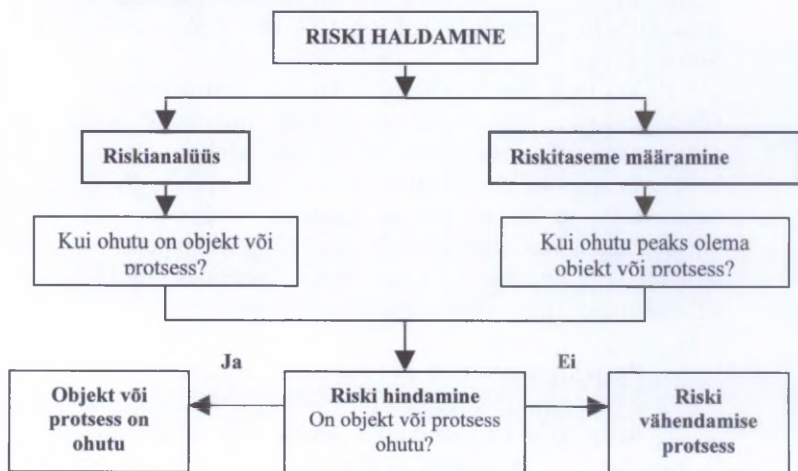 RISKI HALDAMINE
Riskianalüüs
Riskitaseme määramine
Kui ohutu on objekt või
protsess?
Kui ohutu peaks olema
objekt või protsess?
Ja
Ei
Objekt või
protsess on
ohutu
Riski hindamine
On objekt või protsess
ohutu?
Riski
vähendamise
protsess